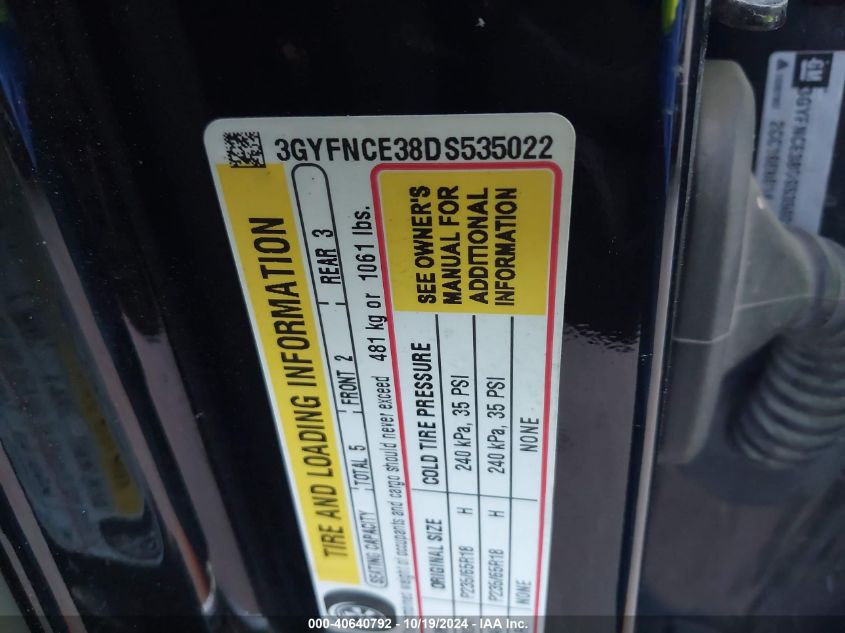 3GYFNCE38DS535022
TIRE AND LOADING INFORMATION
SEATING CAPACITY TOTAL 5 FRONT 2 REAR 3
weight of occupants and cargo should never exceed 481 kg or 1061 lbs.
ORIGINAL SIZE COLD TIRE PRESSURE
SEE OWNER'S
MANUAL FOR
ADDITIONAL
INFORMATION
P235/65R18 H 240 kPa, 35 PSI
P235/65R18 H 240 kPa, 35 PSI
NONE NONE
GM
000-40640792 - 10/19/2024 - IAA Inc.